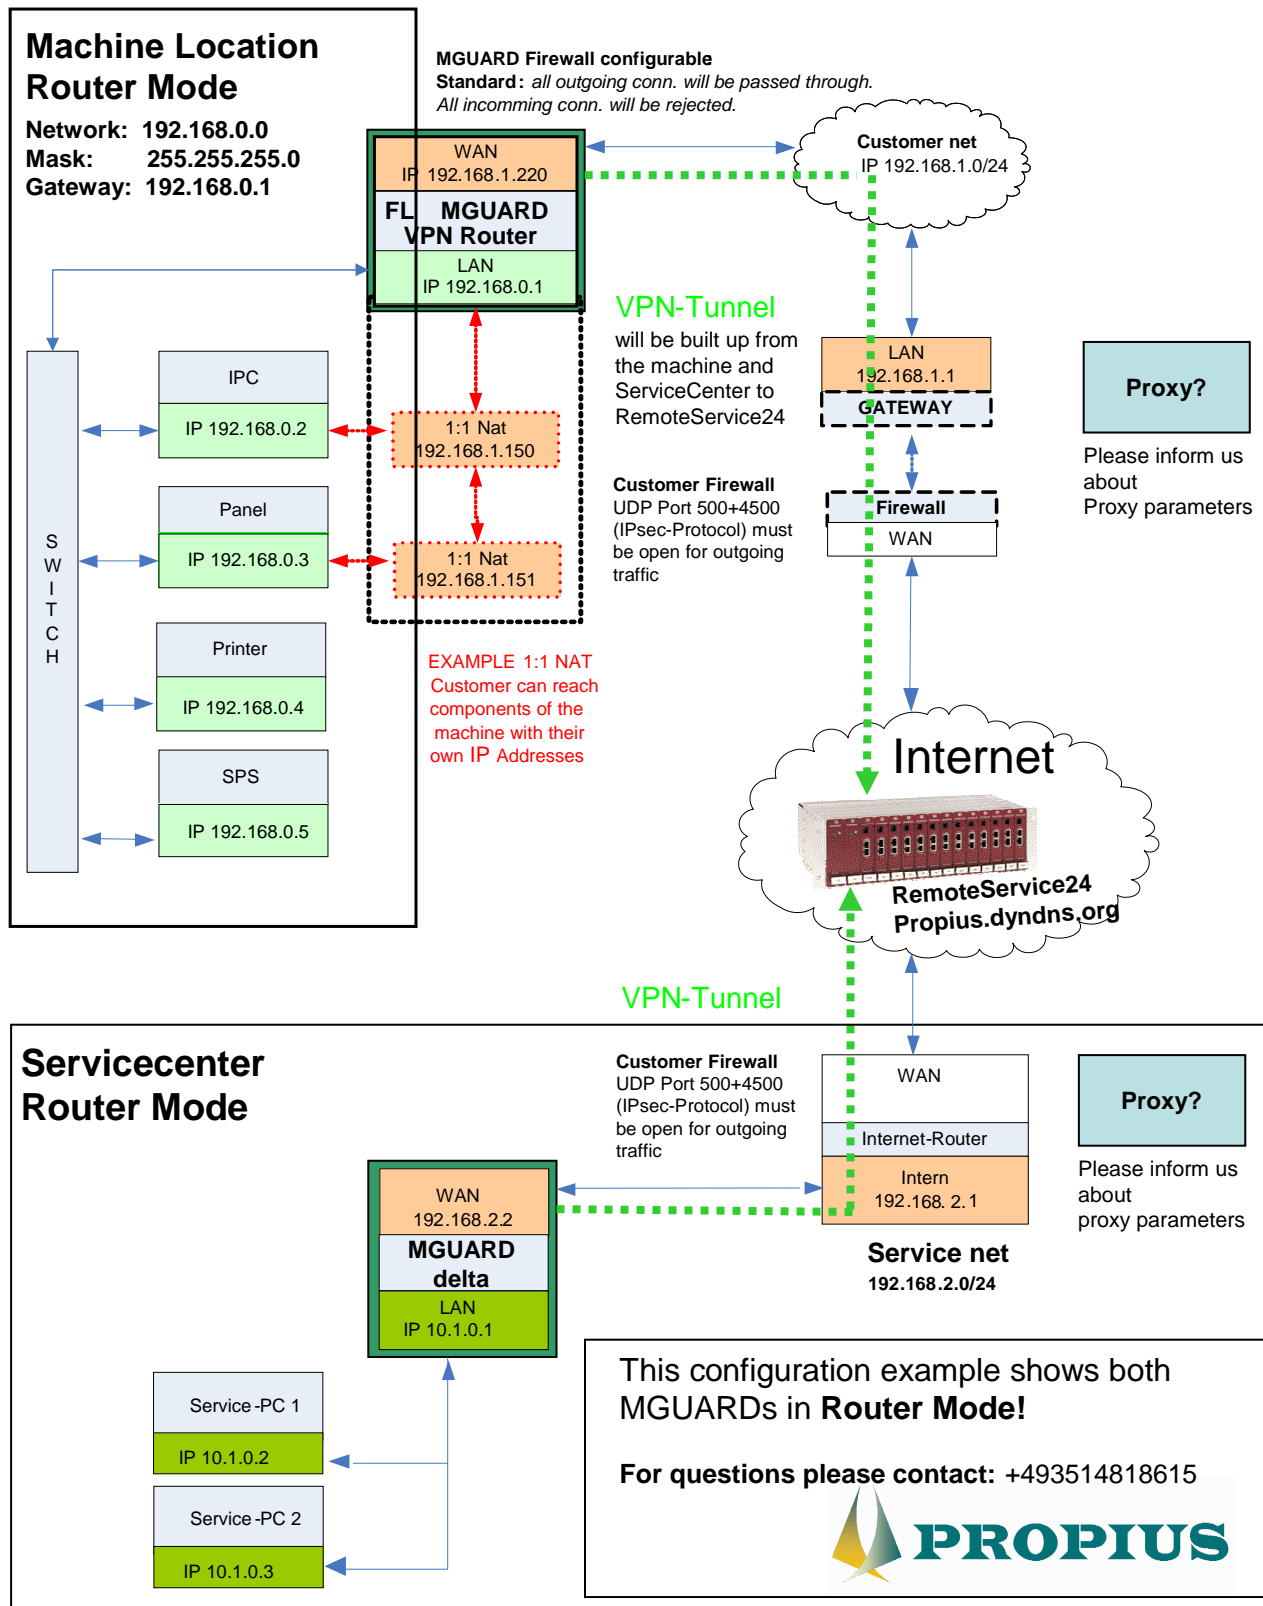 Machine Location
Router Mode
Network: 192.168.0.0
Mask: 255.255.255.0
Gateway: 192.168.0.1
MGUARD Firewall configurable
Standard: all outgoing conn. will be passed through.
All incomming conn. will be rejected.
WAN
IP 192.168.1.220
FL MGUARD
VPN Router
LAN
IP 192.168.0.1
Customer net
IP 192.168.1.0/24
VPN-Tunnel
will be built up from
the machine and
ServiceCenter to
RemoteService24
LAN
192.168.1.1
GATEWAY
Proxy?
Please inform us
about
Proxy parameters
Customer Firewall
UDP Port 500+4500
(IPsec-Protocol) must
be open for outgoing
traffic
Firewall
WAN
SWITCH
IPC
IP 192.168.0.2
1:1 Nat
192.168.1.150
Panel
IP 192.168.0.3
1:1 Nat
192.168.1.151
Printer
IP 192.168.0.4
SPS
IP 192.168.0.5
EXAMPLE 1:1 NAT
Customer can reach
components of the
machine with their
own IP Addresses
Internet
RemoteService24
Propius.dyndns.org
VPN-Tunnel
Servicecenter
Router Mode
Customer Firewall
UDP Port 500+4500
(IPsec-Protocol) must
be open for outgoing
traffic
WAN
Internet-Router
Intern
192.168. 2.1
Service net
192.168.2.0/24
Proxy?
Please inform us
about
proxy parameters
WAN
192.168.2.2
MGUARD
delta
LAN
IP 10.1.0.1
Service-PC 1
IP 10.1.0.2
Service-PC 2
IP 10.1.0.3
This configuration example shows both
MGUARDs in Router Mode!
For questions please contact: +493514818615
PROPIUS